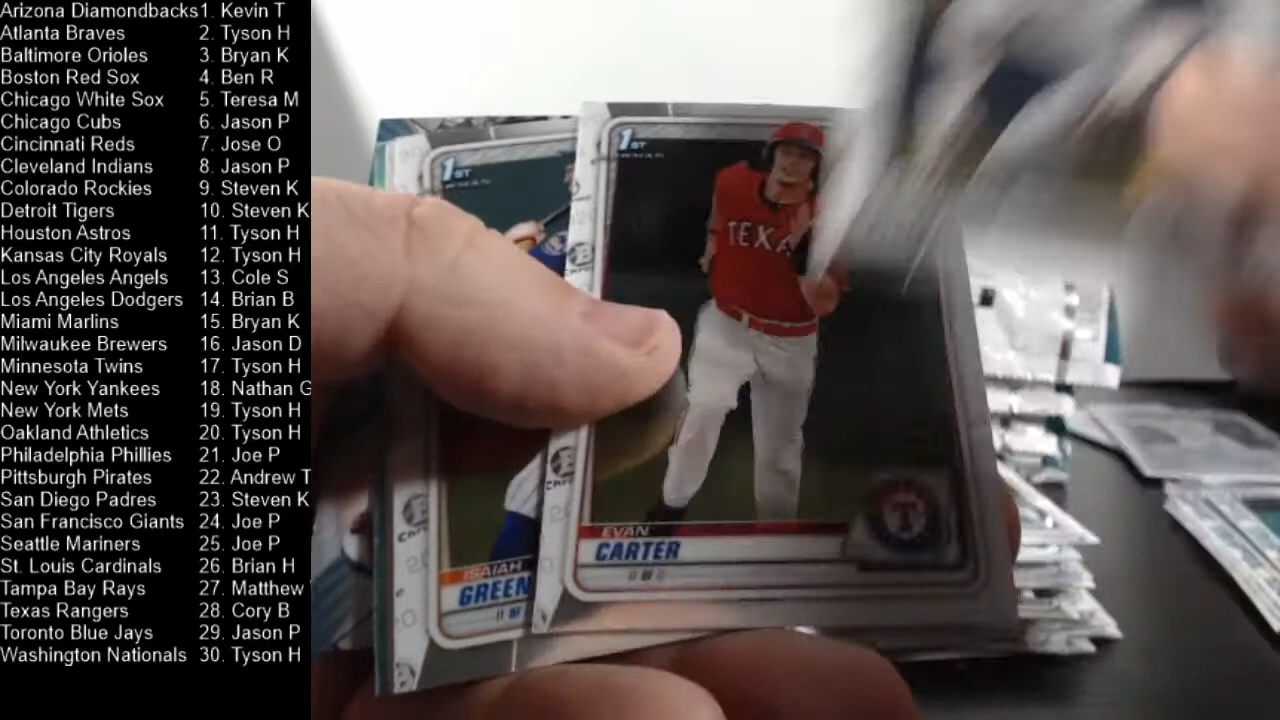 Arizona Diamondbacks 1. Kevin T
Atlanta Braves 2. Tyson H
Baltimore Orioles 3. Bryan K
Boston Red Sox 4. Ben R
Chicago White Sox 5. Teresa M
Chicago Cubs 6. Jason P
Cincinnati Reds 7. Jose O
Cleveland Indians 8. Jason P
Colorado Rockies 9. Steven K
Detroit Tigers 10. Steven K
Houston Astros 11. Tyson H
Kansas City Royals 12. Tyson H
Los Angeles Angels 13. Cole S
Los Angeles Dodgers 14. Brian B
Miami Marlins 15. Bryan K
Milwaukee Brewers 16. Jason D
Minnesota Twins 17. Tyson H
New York Yankees 18. Nathan G
New York Mets 19. Tyson H
Oakland Athletics 20. Tyson H
Philadelphia Phillies 21. Joe P
Pittsburgh Pirates 22. Andrew T
San Diego Padres 23. Steven K
San Francisco Giants 24. Joe P
Seattle Mariners 25. Joe P
St. Louis Cardinals 26. Brian H
Tampa Bay Rays 27. Matthew
Texas Rangers 28. Cory B
Toronto Blue Jays 29. Jason P
Washington Nationals 30. Tyson H
1ST
ISAIAH
GREEN
1ST
TEXA
T
EVAN
CARTER
OF